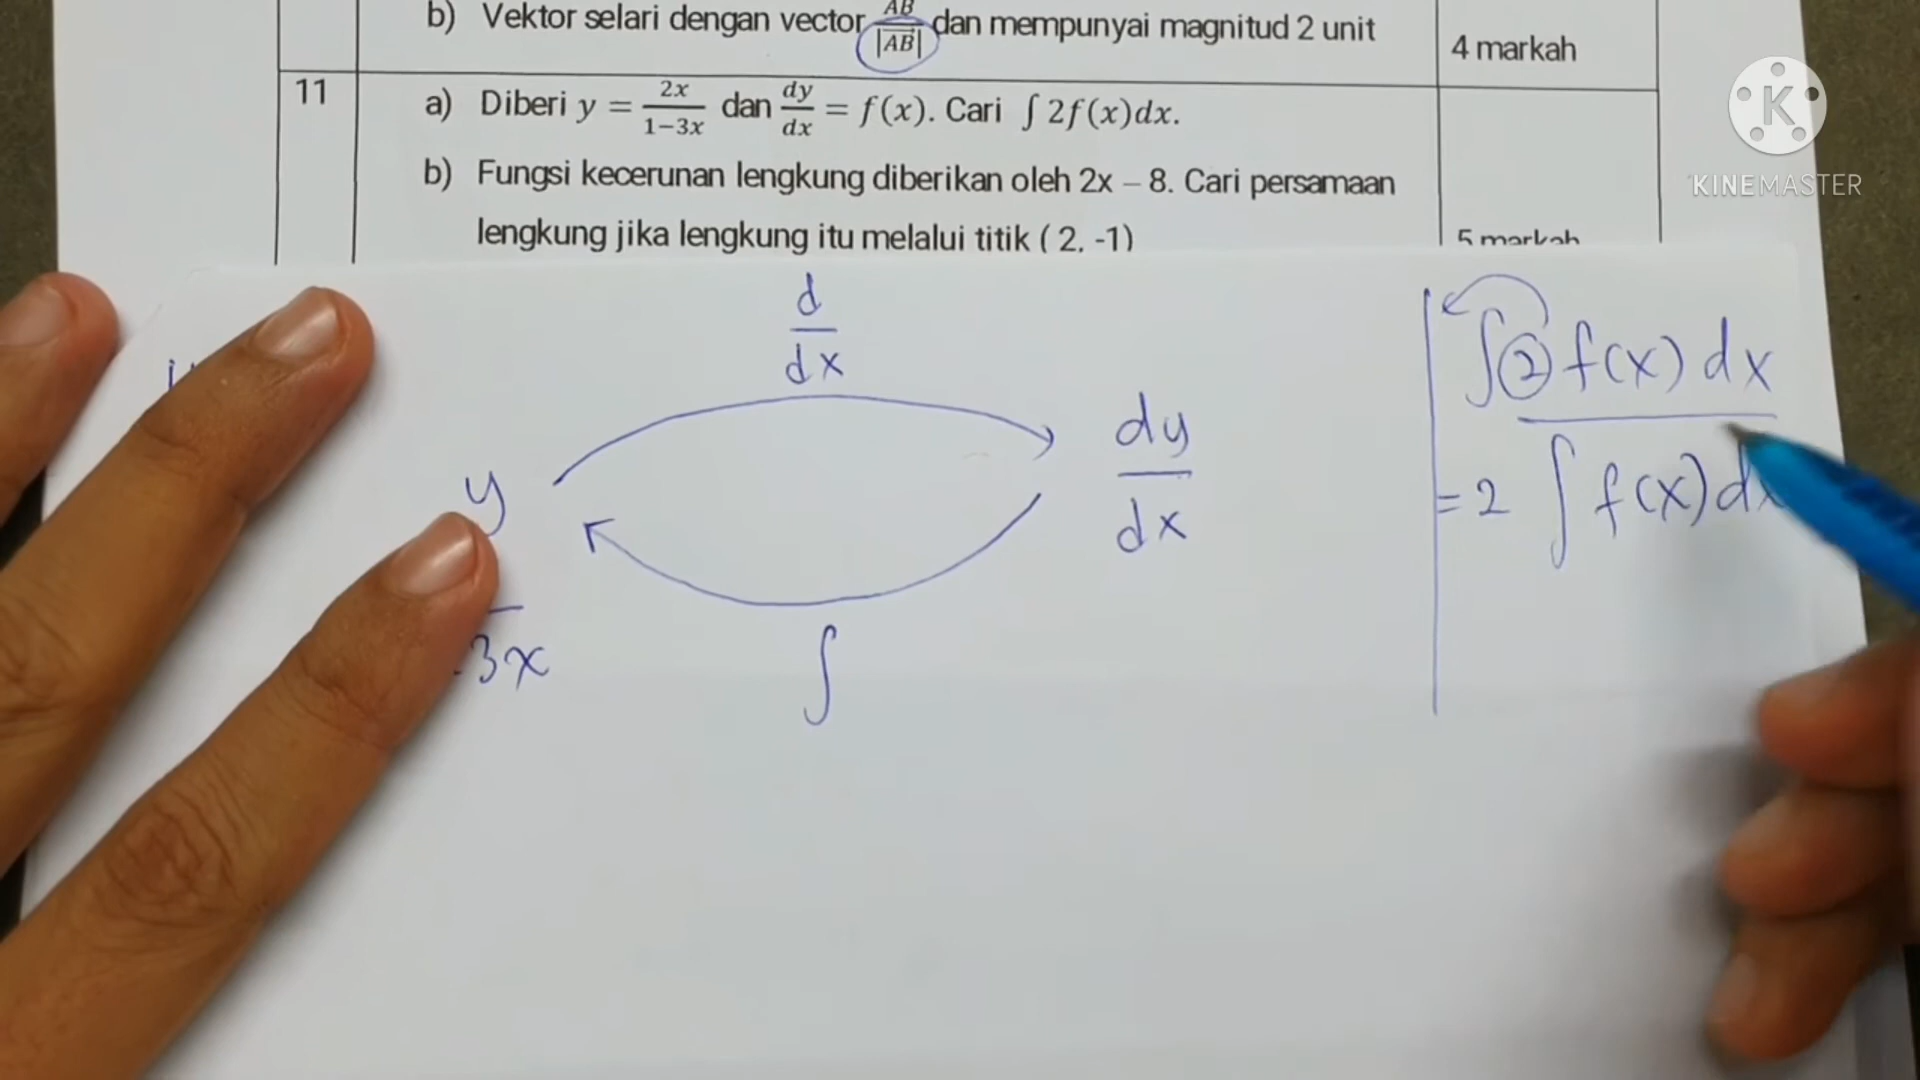 b) Vektor selari dengan vector AB/|AB| dan mempunyai magnitud 2 unit
4 markah
11
a) Diberi y = 2x/1−3x dan dy/dx = f(x). Cari ∫ 2f(x)dx.
b) Fungsi kecerunan lengkung diberikan oleh 2x – 8. Cari persamaan
lengkung jika lengkung itu melalui titik ( 2, -1)
5 markah
K
KINEMASTER
d/dx
y
dy/dx
3x
∫
∫ 2 f(x) dx
= 2 ∫ f(x) dx